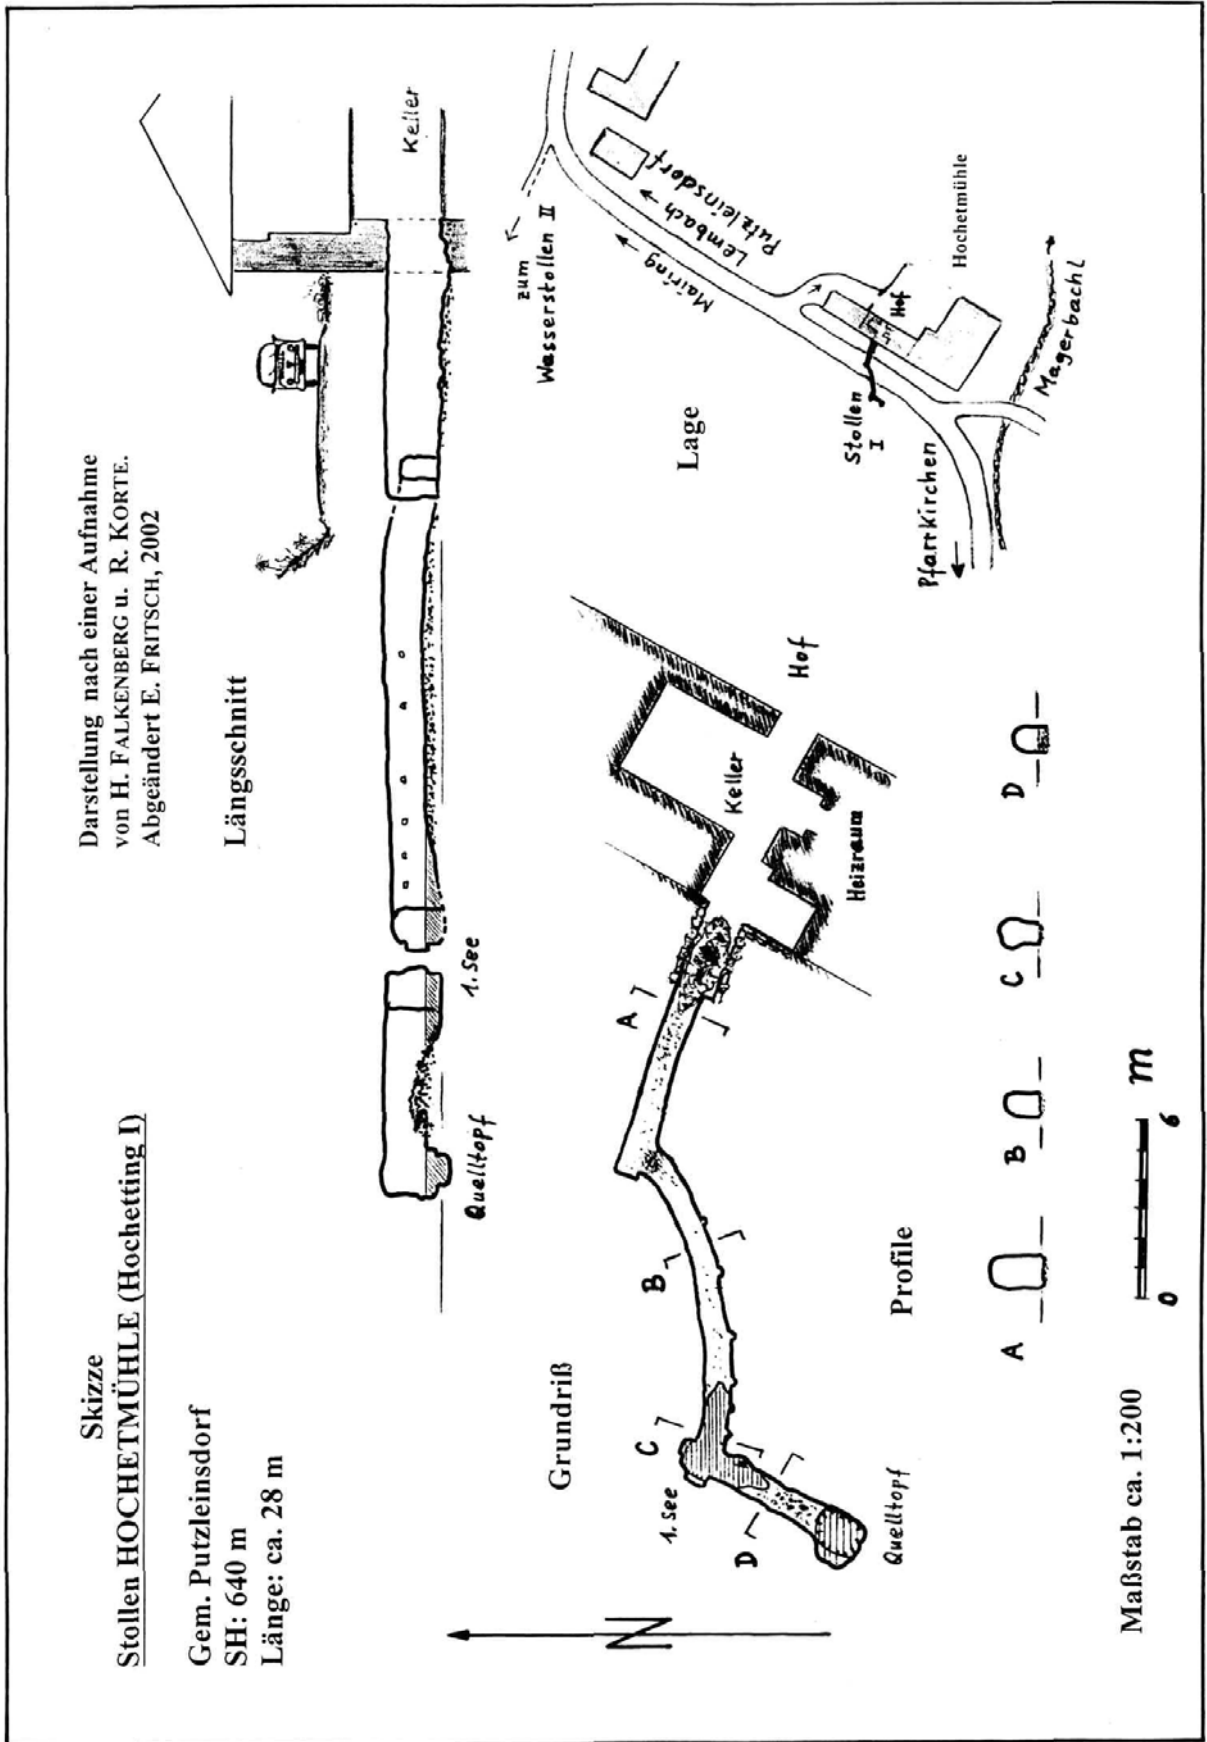 Skizze
Stollen HOCHETMÜHLE (Hochetting I)
Gem. Putzleinsdorf
SH: 640 m
Länge: ca. 28 m
Darstellung nach einer Aufnahme
von H. FALKENBERG u. R. KORTE.
Abgeändert E. FRITSCH, 2002
Längsschnitt
Keller
1. See
Quelltopf
Grundriß
N
A
B
C
D
1. See
Quelltopf
Keller
Hof
Heizraum
Lage
zum
Wasserstollen II
Mairing
Lembach
Putzleinsdorf
Stollen
I
Hof
Hochetmühle
Magerbachl
Pfarrkirchen
Profile
A
B
C
D
Maßstab ca. 1:200
0
6
m